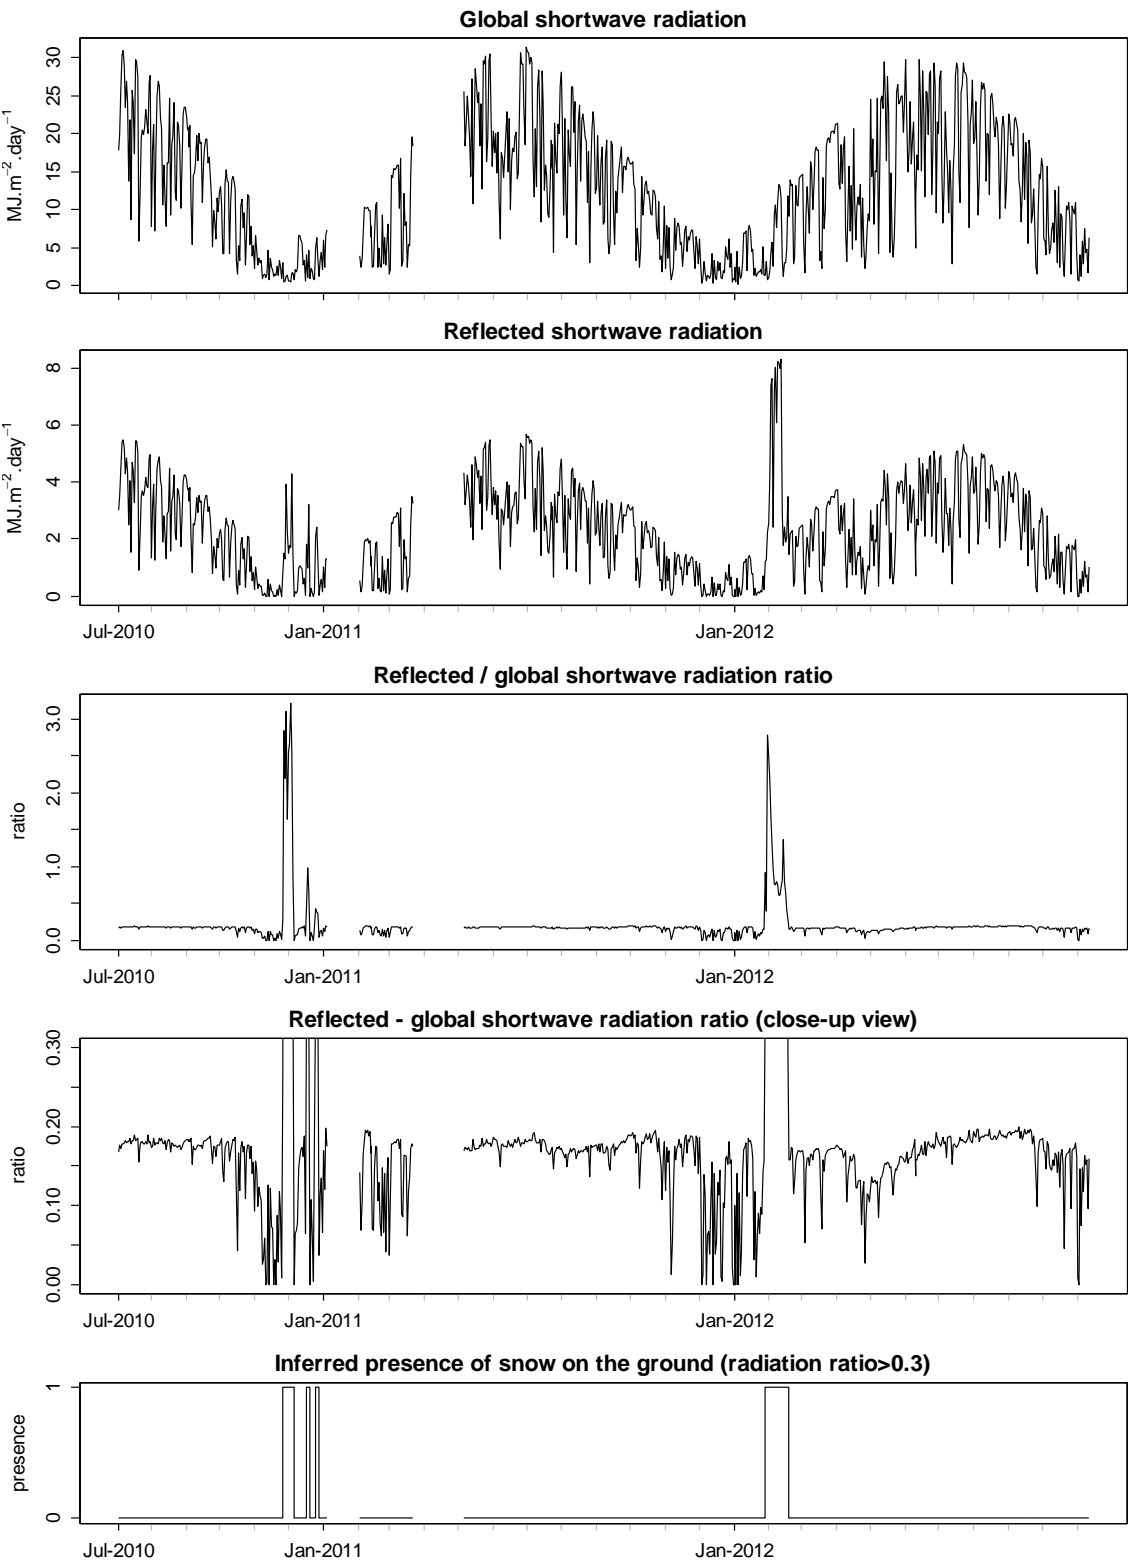 Global shortwave radiation
MJ.m⁻².day⁻¹
30
25
20
15
10
5
0
Reflected shortwave radiation
MJ.m⁻².day⁻¹
8
6
4
2
0
Jul-2010 Jan-2011 Jan-2012
Reflected / global shortwave radiation ratio
ratio
3.0
2.0
1.0
0.0
Jul-2010 Jan-2011 Jan-2012
Reflected - global shortwave radiation ratio (close-up view)
ratio
0.30
0.20
0.10
0.00
Jul-2010 Jan-2011 Jan-2012
Inferred presence of snow on the ground (radiation ratio>0.3)
presence
1
0
Jul-2010 Jan-2011 Jan-2012